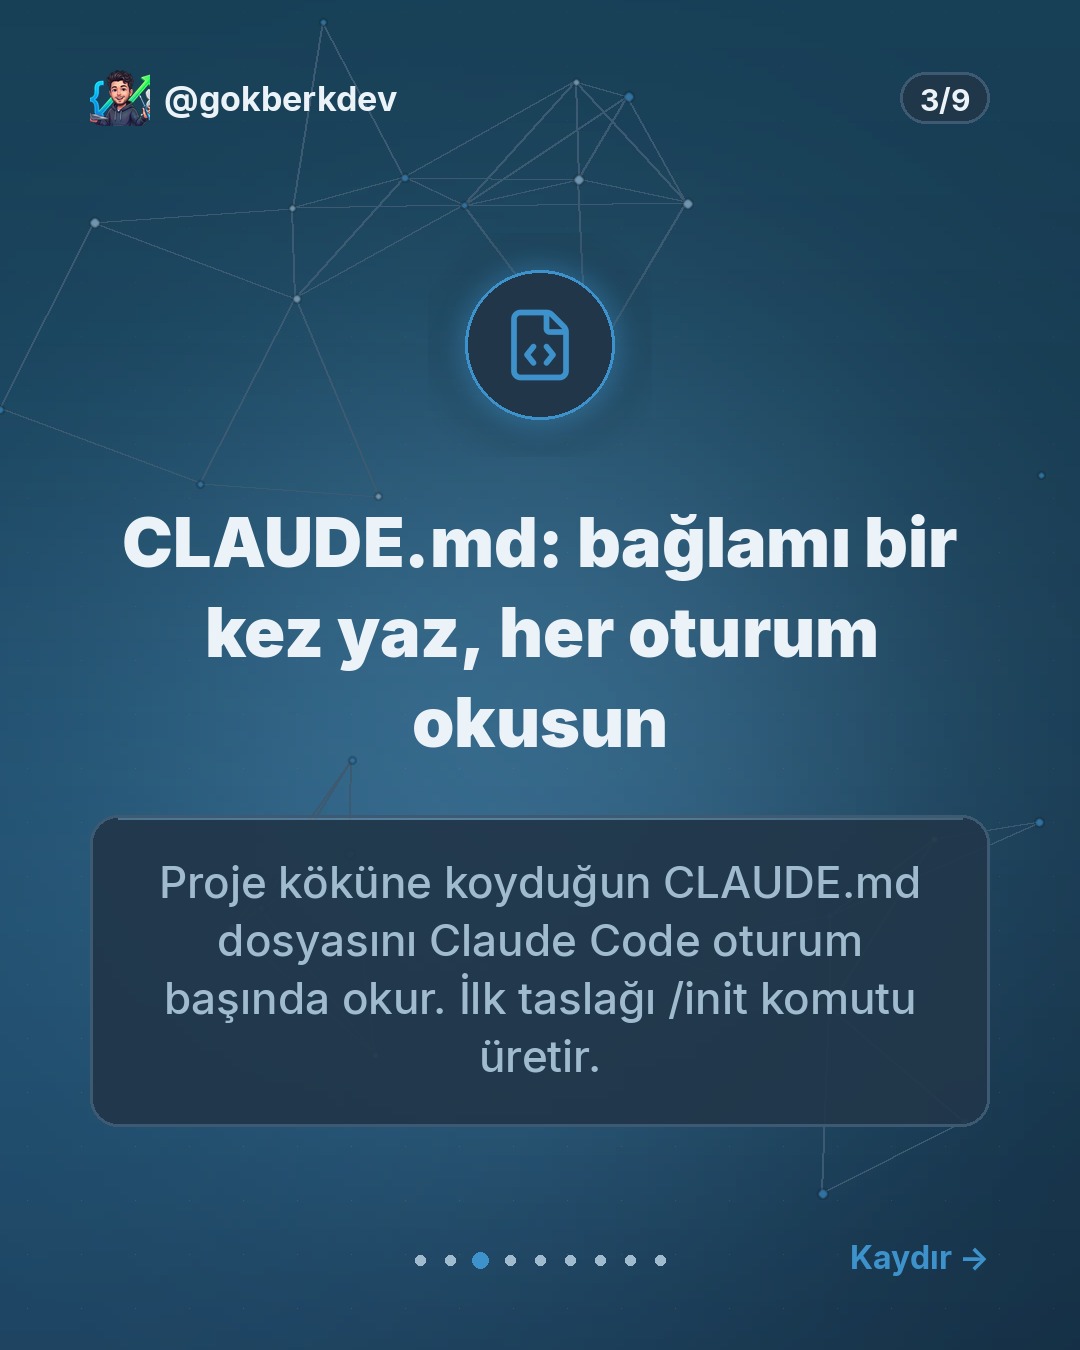 @gokberkdev
3/9
CLAUDE.md: bağlamı bir
kez yaz, her oturum
okusun
Proje köküne koyduğun CLAUDE.md
dosyasını Claude Code oturum
başında okur. İlk taslağı /init komutu
üretir.
Kaydır →